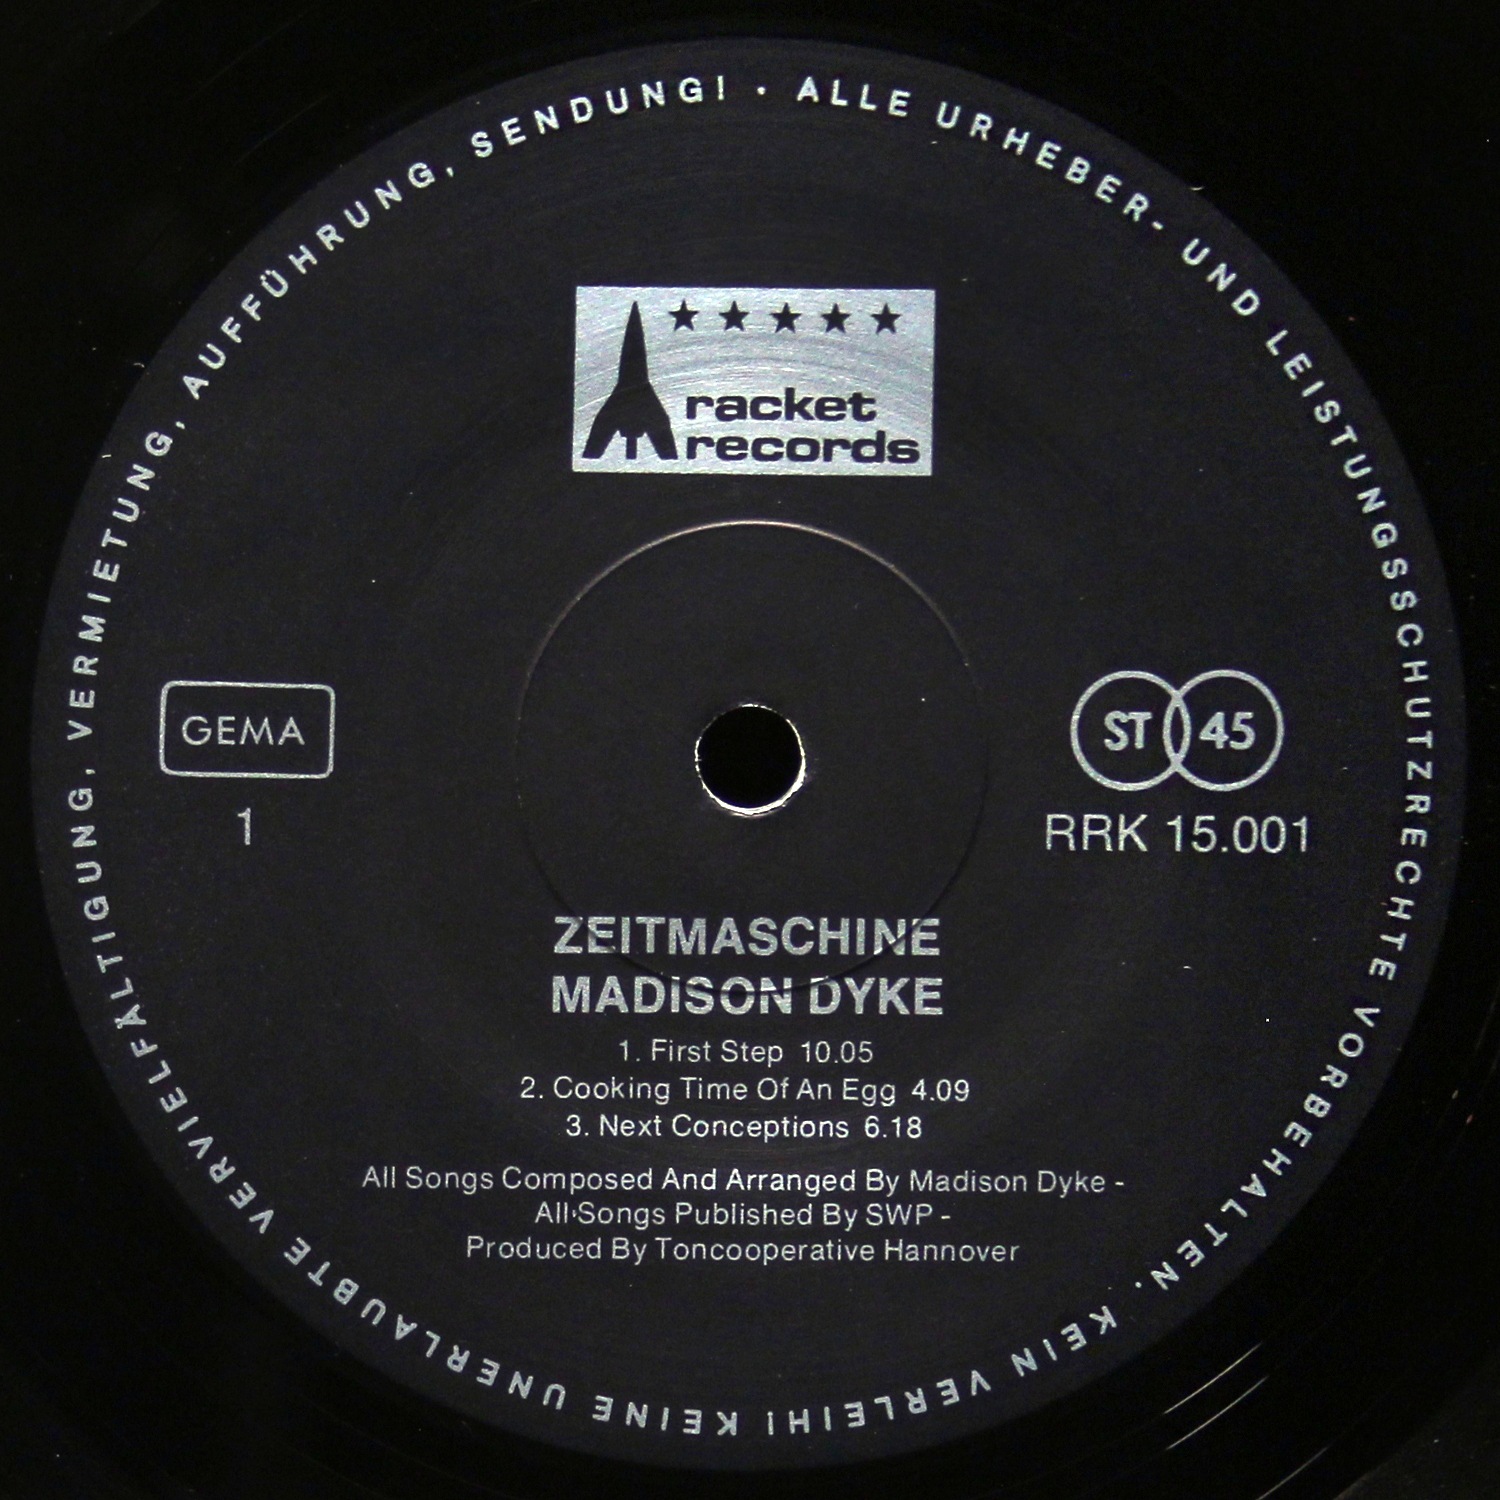 ALLE URHEBER- UND LEISTUNGSSCHUTZRECHTE VORBEHALTEN. KEIN VERLEIH! KEINE UNERLAUBTE VERVIELFÄLTIGUNG, VERMIETUNG, AUFFÜHRUNG, SENDUNG! ·
racket
records
GEMA
1
ST 45
RRK 15.001
ZEITMASCHINE
MADISON DYKE
1. First Step 10.05
2. Cooking Time Of An Egg 4.09
3. Next Conceptions 6.18
All Songs Composed And Arranged By Madison Dyke -
All Songs Published By SWP -
Produced By Toncooperative Hannover